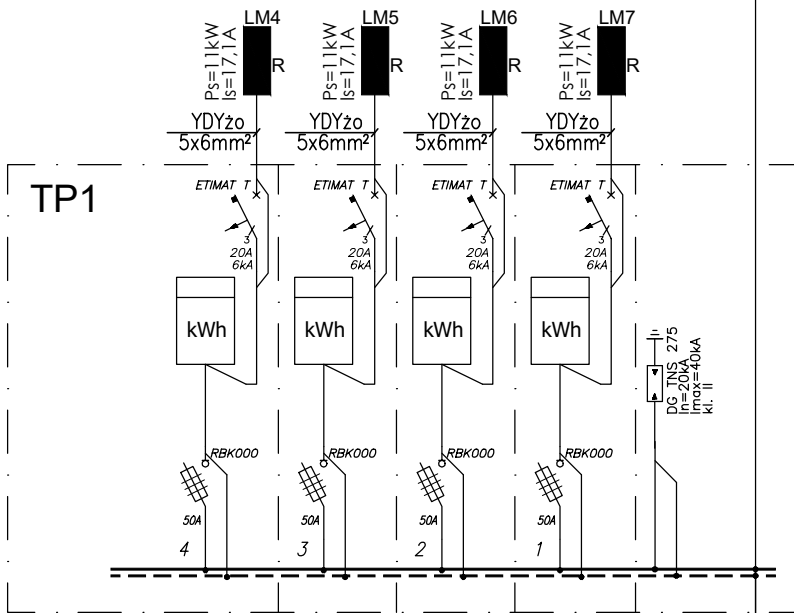 LM4
LM5
LM6
LM7
Ps=11kW
Is=17,1A
R
Ps=11kW
Is=17,1A
R
Ps=11kW
Is=17,1A
R
Ps=11kW
Is=17,1A
R
YDYżo
5x6mm²
YDYżo
5x6mm²
YDYżo
5x6mm²
YDYżo
5x6mm²
TP1
ETIMAT T
3
20A
6kA
ETIMAT T
3
20A
6kA
ETIMAT T
3
20A
6kA
ETIMAT T
3
20A
6kA
kWh
kWh
kWh
kWh
DG TNS 275
In=20kA
Imax=40kA
kl. II
RBK000
RBK000
RBK000
RBK000
50A
50A
50A
50A
4
3
2
1